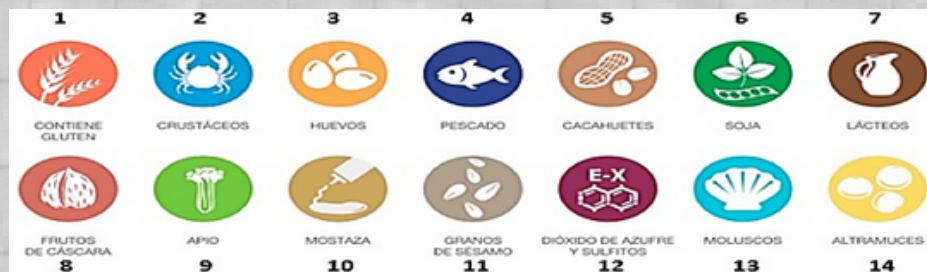 1 2 3 4 5 6 7
CONTIENE GLUTEN
CRUSTÁCEOS
HUEVOS
PESCADO
CACAHUETES
SOJA
LÁCTEOS
E-X
FRUTOS
DE CÁSCARA
APIO
MOSTAZA
GRANOS
DE SÉSAMO
DIÓXIDO DE AZUFRE
Y SULFITOS
MOLUSCOS
ALTRAMUCES
8 9 10 11 12 13 14